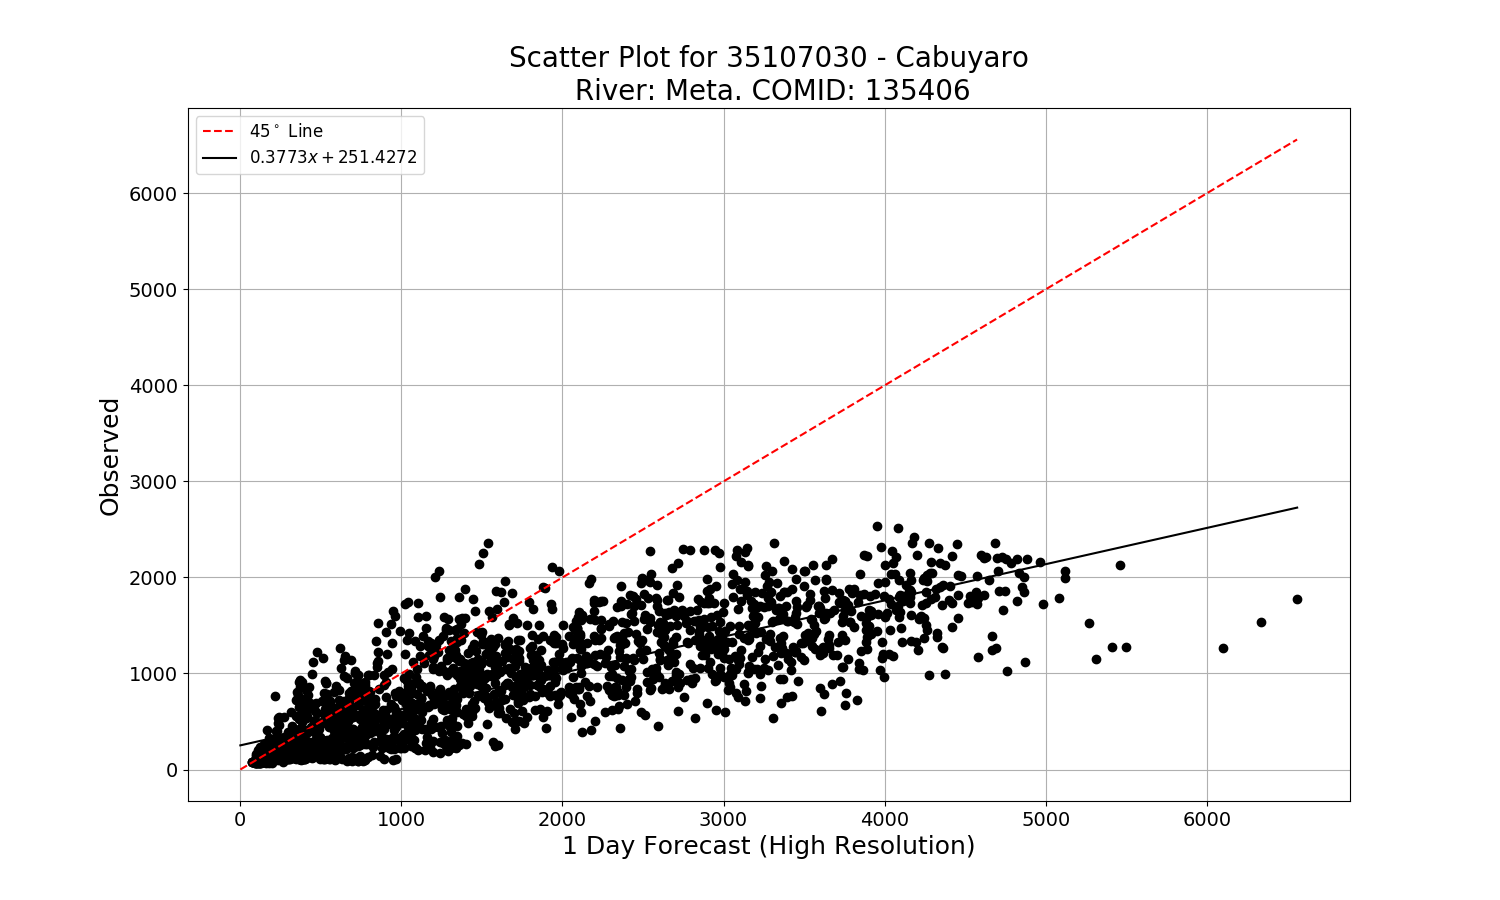 Scatter Plot for 35107030 - Cabuyaro
River: Meta. COMID: 135406
45° Line
0.3773x + 251.4272
6000
5000
4000
3000
2000
1000
0
Observed
0 1000 2000 3000 4000 5000 6000
1 Day Forecast (High Resolution)